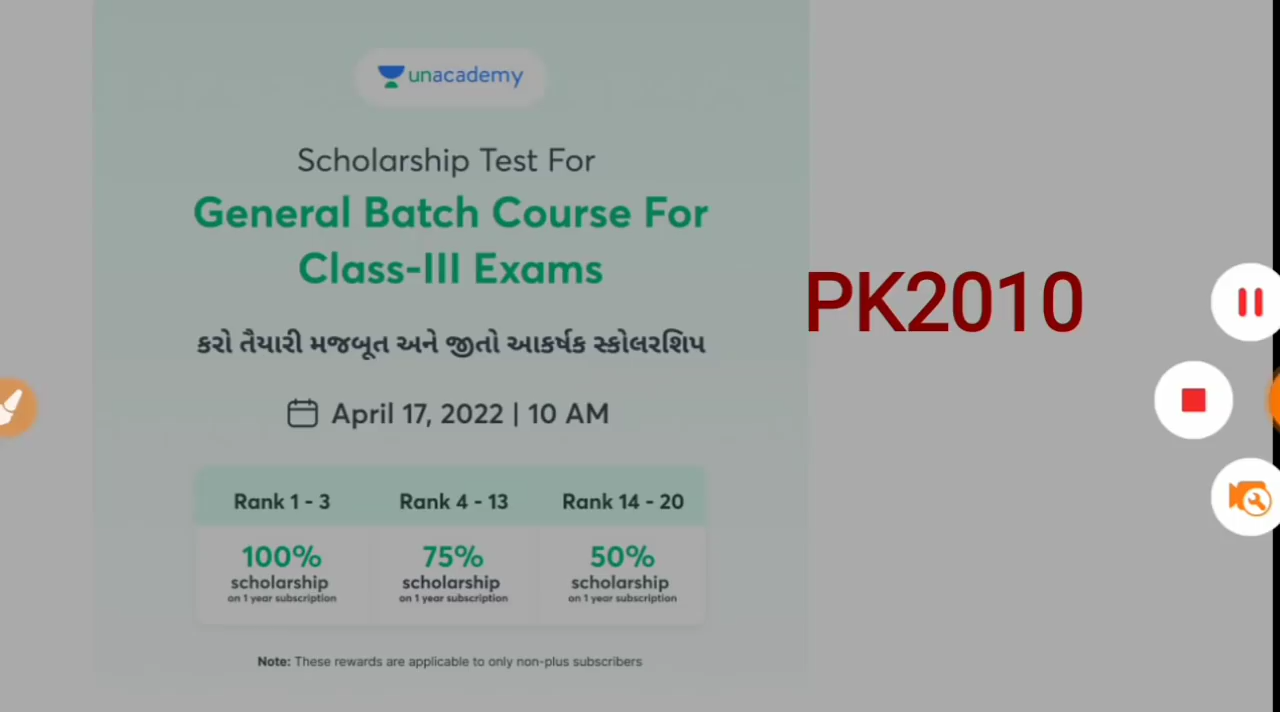 unacademy
Scholarship Test For
General Batch Course For
Class-III Exams
કરો તૈયારી મજબૂત અને જીતો આકર્ષક સ્કોલરશિપ
April 17, 2022 | 10 AM
Rank 1 - 3 Rank 4 - 13 Rank 14 - 20
100% 75% 50%
scholarship scholarship scholarship
on 1 year subscription on 1 year subscription on 1 year subscription
Note: These rewards are applicable to only non-plus subscribers
PK2010